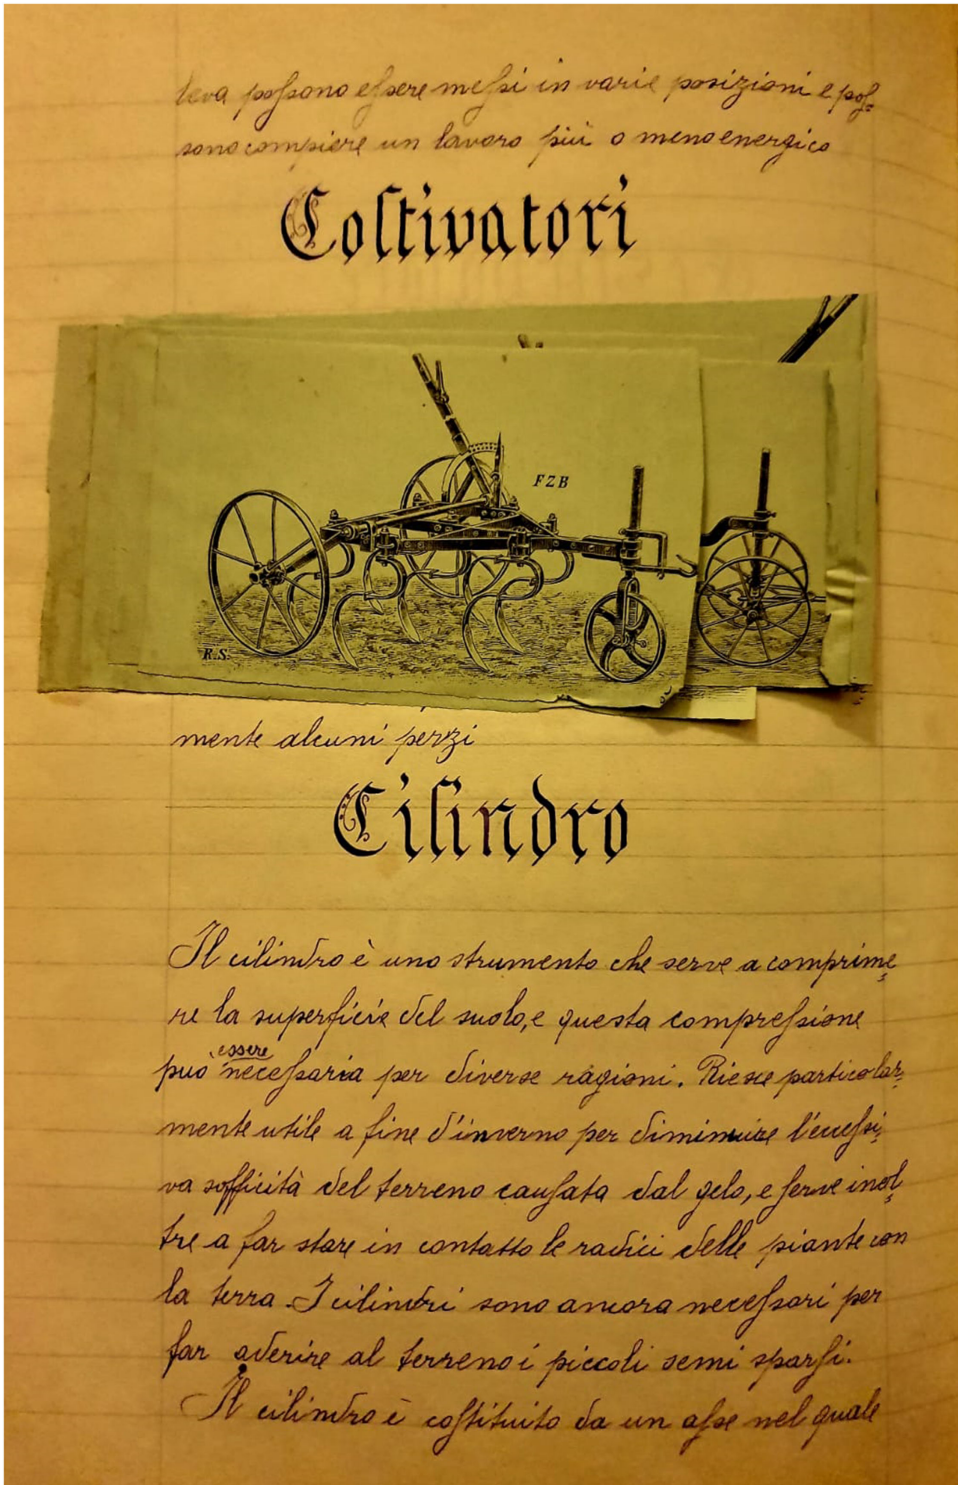 leva possono essere messi in varie posizioni e pos=
sono compiere un lavoro più o meno energico
Coltivatori
FZB
R.S.
mente alcuni pezzi
Cilindro
Il cilindro è uno strumento che serve a comprime=
re la superficie del suolo, e questa compressione
può essere necessaria per diverse ragioni. Riesce particolar=
mente utile a fine d'inverno per diminuire l'eccessi=
va sofficità del terreno causata dal gelo, e serve inol=
tre a far stare in contatto le radici delle piante con
la terra. I cilindri sono ancora necessari per
far aderire al terreno i piccoli semi sparsi.
Il cilindro è costituito da un asse nel quale